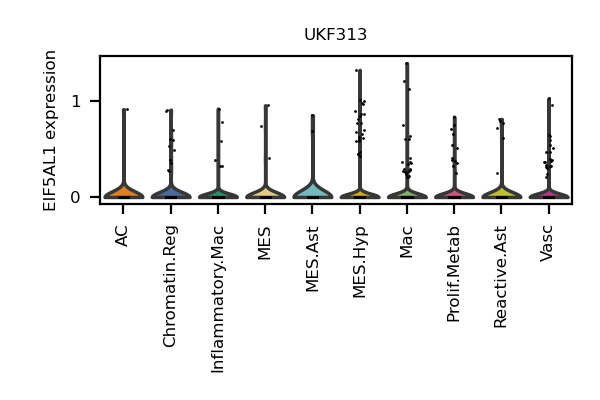 UKF313
EIF5AL1 expression
1
0
AC
Chromatin.Reg
Inflammatory.Mac
MES
MES.Ast
MES.Hyp
Mac
Prolif.Metab
Reactive.Ast
Vasc